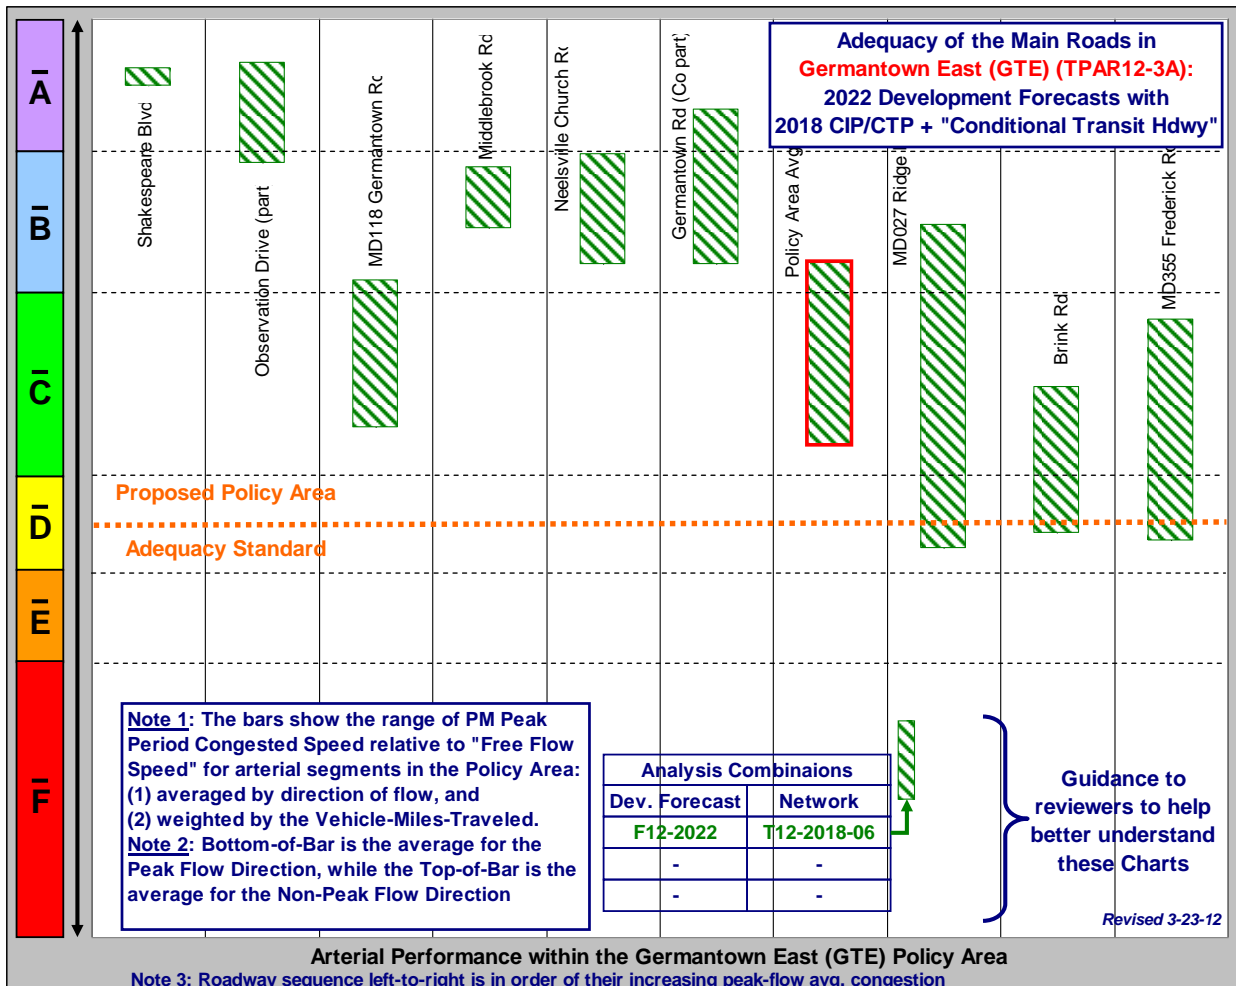 Adequacy of the Main Roads in
Germantown East (GTE) (TPAR12-3A):
2022 Development Forecasts with
2018 CIP/CTP + "Conditional Transit Hdwy"
A
B
C
D
E
F
Shakespeare Blvd
Observation Drive (part
MD118 Germantown Rd
Middlebrook Rd
Neelsville Church Rd
Germantown Rd (Co part)
Policy Area Avg
MD027 Ridge
Brink Rd
MD355 Frederick Rd
Proposed Policy Area
Adequacy Standard
Note 1: The bars show the range of PM Peak
Period Congested Speed relative to "Free Flow
Speed" for arterial segments in the Policy Area:
(1) averaged by direction of flow, and
(2) weighted by the Vehicle-Miles-Traveled.
Note 2: Bottom-of-Bar is the average for the
Peak Flow Direction, while the Top-of-Bar is the
average for the Non-Peak Flow Direction
Analysis Combinaions
Dev. Forecast Network
F12-2022 T12-2018-06
- -
- -
Guidance to
reviewers to help
better understand
these Charts
Revised 3-23-12
Arterial Performance within the Germantown East (GTE) Policy Area
Note 3: Roadway sequence left-to-right is in order of their increasing peak-flow avg. congestion